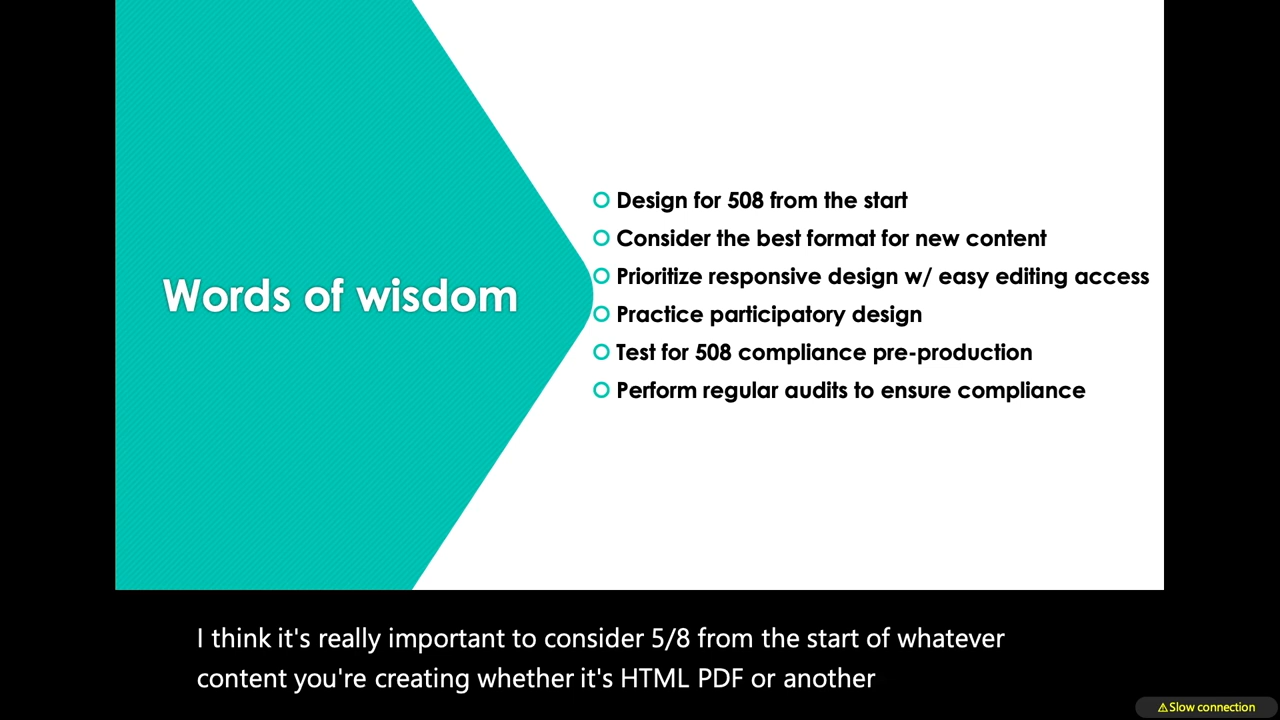 Words of wisdom
Design for 508 from the start
Consider the best format for new content
Prioritize responsive design w/ easy editing access
Practice participatory design
Test for 508 compliance pre-production
Perform regular audits to ensure compliance
I think it's really important to consider 5/8 from the start of whatever
content you're creating whether it's HTML PDF or another
⚠Slow connection